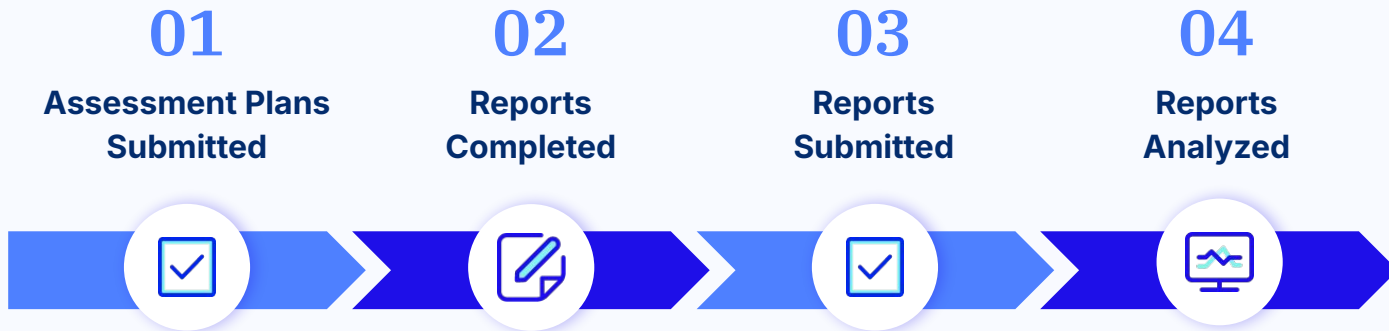 01
Assessment Plans
Submitted
02
Reports
Completed
03
Reports
Submitted
04
Reports
Analyzed